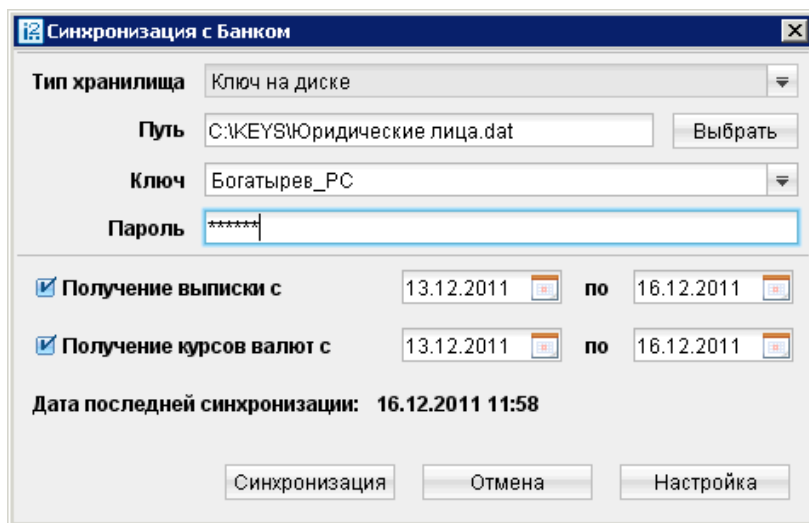 i2 Синхронизация с Банком
Тип хранилища Ключ на диске
Путь C:\KEYS\Юридические лица.dat Выбрать
Ключ Богатырев_РС
Пароль ******
Получение выписки с 13.12.2011 по 16.12.2011
Получение курсов валют с 13.12.2011 по 16.12.2011
Дата последней синхронизации: 16.12.2011 11:58
Синхронизация Отмена Настройка